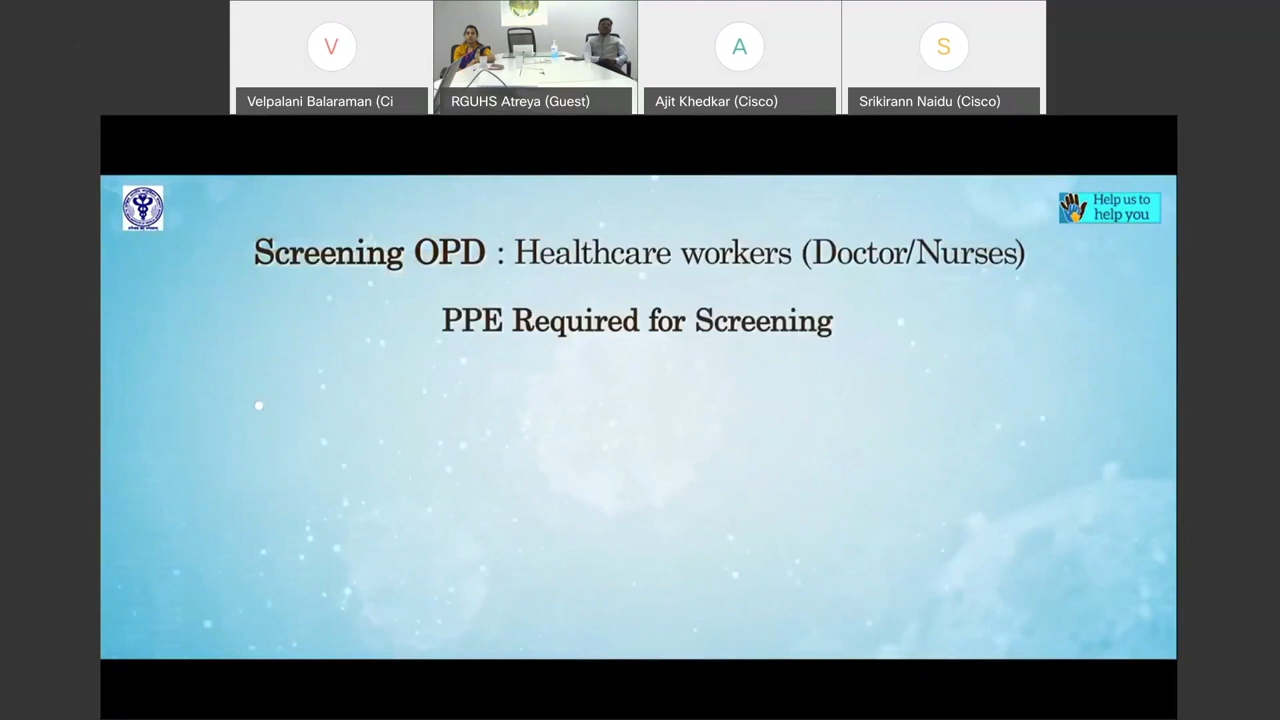 V
A
S
Velpalani Balaraman (Ci
RGUHS Atreya (Guest)
Ajit Khedkar (Cisco)
Srikirann Naidu (Cisco)
Help us to
help you
Screening OPD : Healthcare workers (Doctor/Nurses)
PPE Required for Screening